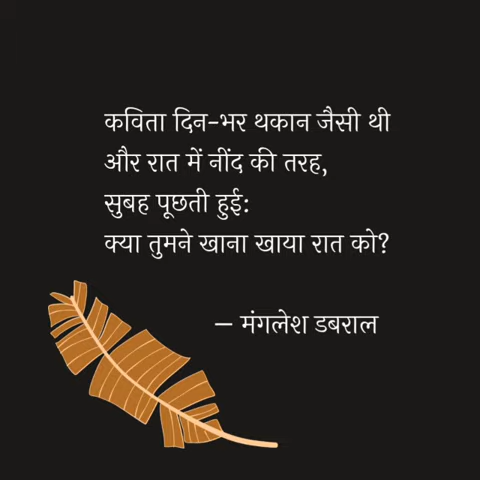 कविता दिन-भर थकान जैसी थी
और रात में नींद की तरह,
सुबह पूछती हुई:
क्या तुमने खाना खाया रात को?
— मंगलेश डबराल